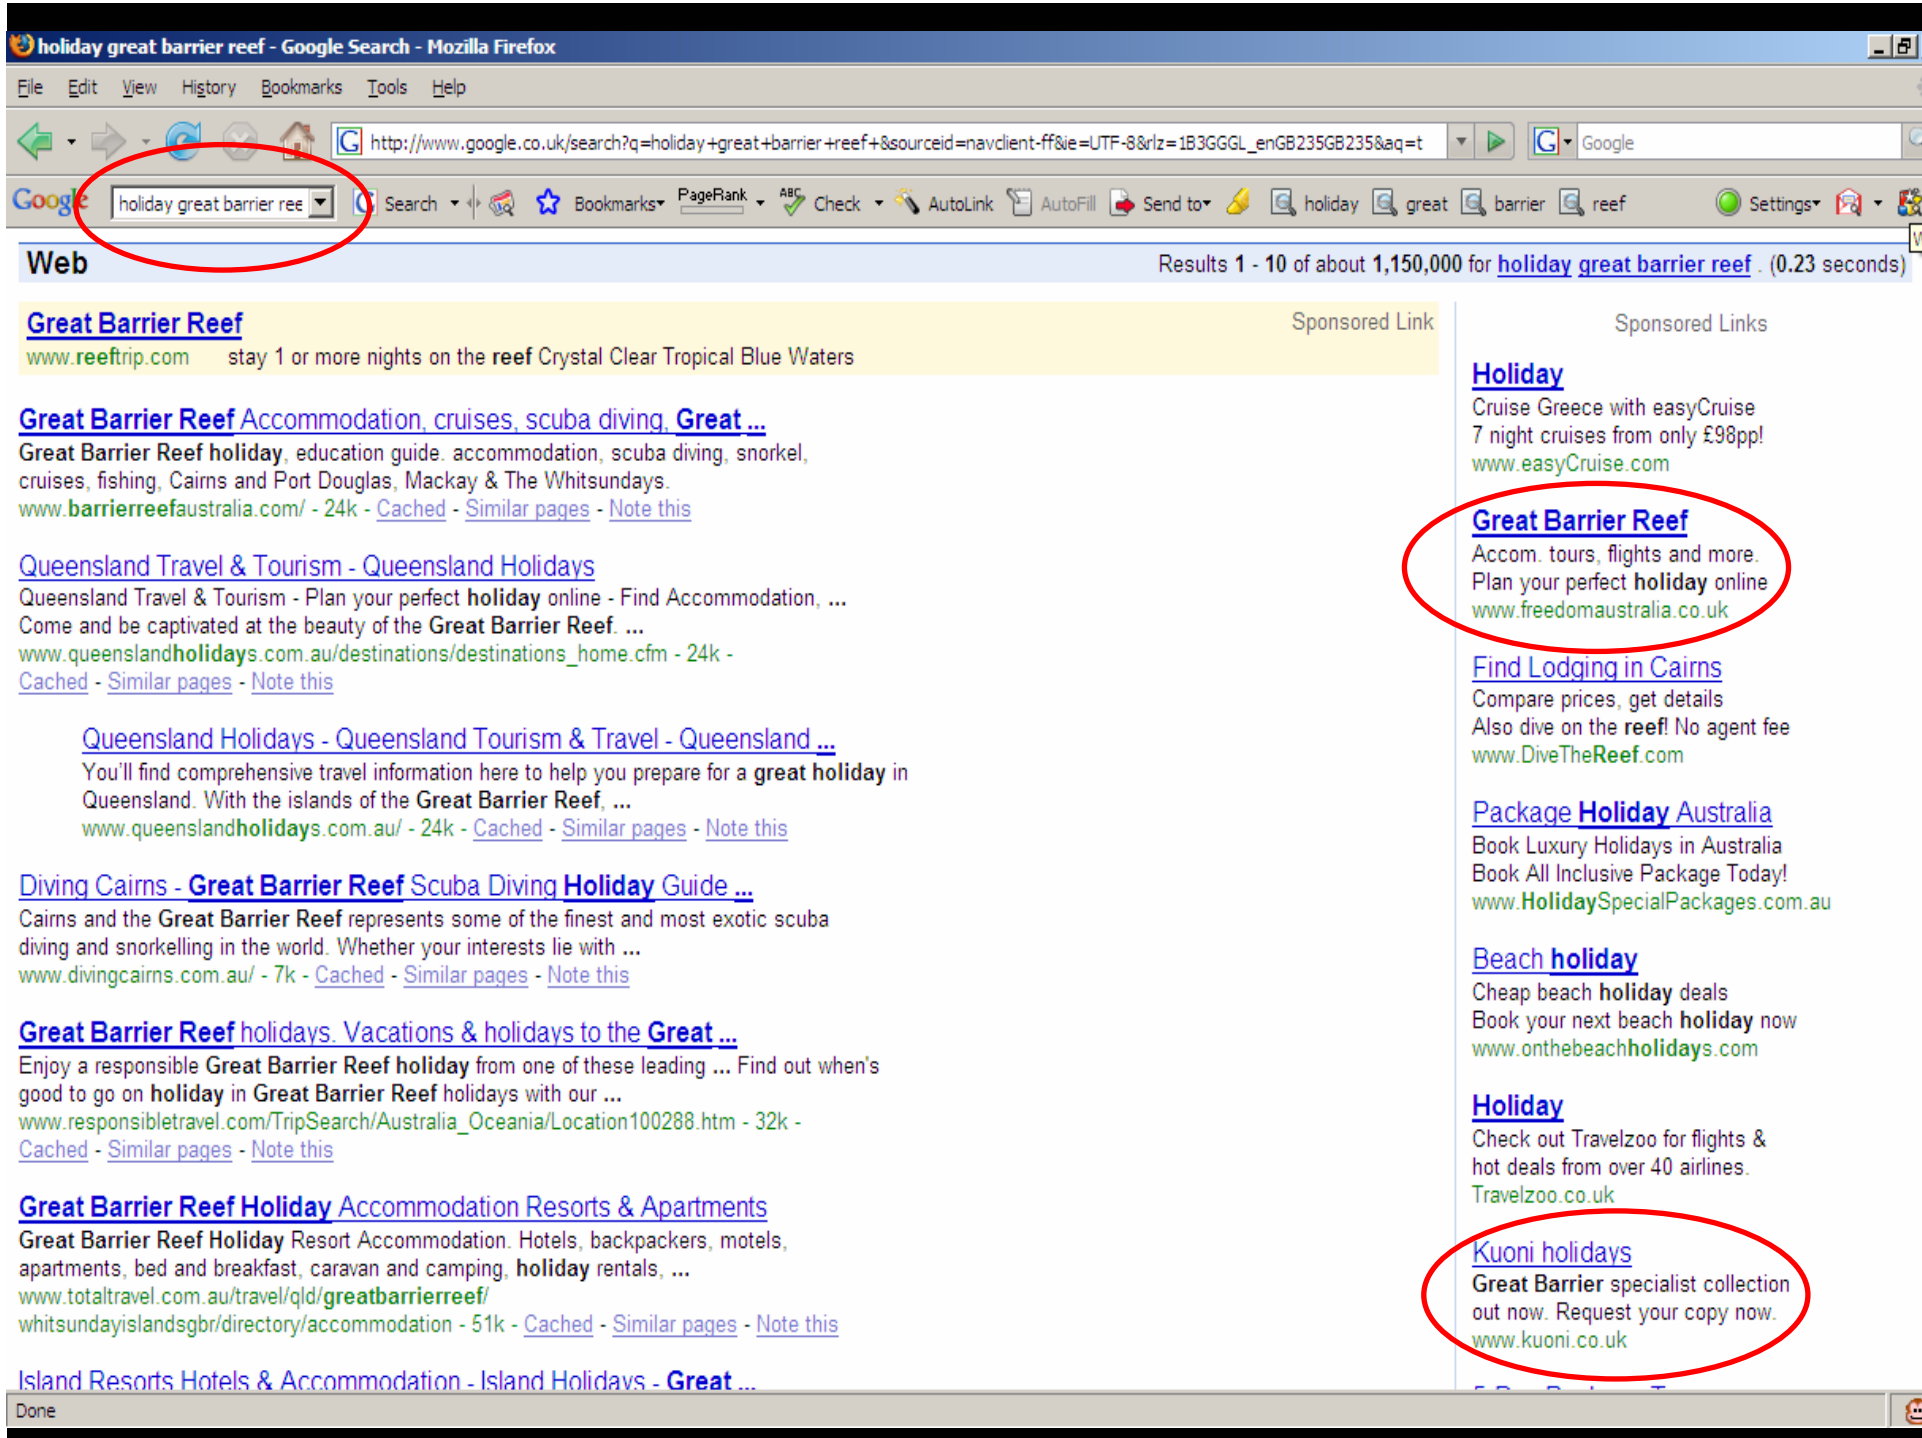 holiday great barrier reef - Google Search - Mozilla Firefox
File Edit View History Bookmarks Tools Help
http://www.google.co.uk/search?q=holiday+great+barrier+reef+&sourceid=navclient-ff&ie=UTF-8&rlz=1B3GGGL_enGB235GB235&aq=t
Google
Google holiday great barrier ree Search Bookmarks PageRank Check AutoLink AutoFill Send to holiday great barrier reef Settings
Web Results 1 - 10 of about 1,150,000 for holiday great barrier reef . (0.23 seconds)
Great Barrier Reef Sponsored Link
www.reeftrip.com stay 1 or more nights on the reef Crystal Clear Tropical Blue Waters
Great Barrier Reef Accommodation, cruises, scuba diving, Great ...
Great Barrier Reef holiday, education guide. accommodation, scuba diving, snorkel,
cruises, fishing, Cairns and Port Douglas, Mackay & The Whitsundays.
www.barrierreefaustralia.com/ - 24k - Cached - Similar pages - Note this
Queensland Travel & Tourism - Queensland Holidays
Queensland Travel & Tourism - Plan your perfect holiday online - Find Accommodation, ...
Come and be captivated at the beauty of the Great Barrier Reef. ...
www.queenslandholidays.com.au/destinations/destinations_home.cfm - 24k -
Cached - Similar pages - Note this
Queensland Holidays - Queensland Tourism & Travel - Queensland ...
You'll find comprehensive travel information here to help you prepare for a great holiday in
Queensland. With the islands of the Great Barrier Reef, ...
www.queenslandholidays.com.au/ - 24k - Cached - Similar pages - Note this
Diving Cairns - Great Barrier Reef Scuba Diving Holiday Guide ...
Cairns and the Great Barrier Reef represents some of the finest and most exotic scuba
diving and snorkelling in the world. Whether your interests lie with ...
www.divingcairns.com.au/ - 7k - Cached - Similar pages - Note this
Great Barrier Reef holidays. Vacations & holidays to the Great ...
Enjoy a responsible Great Barrier Reef holiday from one of these leading ... Find out when's
good to go on holiday in Great Barrier Reef holidays with our ...
www.responsibletravel.com/TripSearch/Australia_Oceania/Location100288.htm - 32k -
Cached - Similar pages - Note this
Great Barrier Reef Holiday Accommodation Resorts & Apartments
Great Barrier Reef Holiday Resort Accommodation. Hotels, backpackers, motels,
apartments, bed and breakfast, caravan and camping, holiday rentals, ...
www.totaltravel.com.au/travel/qld/greatbarrierreef/
whitsundayislandsgbr/directory/accommodation - 51k - Cached - Similar pages - Note this
Island Resorts Hotels & Accommodation - Island Holidays - Great ...
Sponsored Links
Holiday
Cruise Greece with easyCruise
7 night cruises from only £98pp!
www.easyCruise.com
Great Barrier Reef
Accom. tours, flights and more.
Plan your perfect holiday online
www.freedomaustralia.co.uk
Find Lodging in Cairns
Compare prices, get details
Also dive on the reef! No agent fee
www.DiveTheReef.com
Package Holiday Australia
Book Luxury Holidays in Australia
Book All Inclusive Package Today!
www.HolidaySpecialPackages.com.au
Beach holiday
Cheap beach holiday deals
Book your next beach holiday now
www.onthebeachholidays.com
Holiday
Check out Travelzoo for flights &
hot deals from over 40 airlines.
Travelzoo.co.uk
Kuoni holidays
Great Barrier specialist collection
out now. Request your copy now.
www.kuoni.co.uk
Done